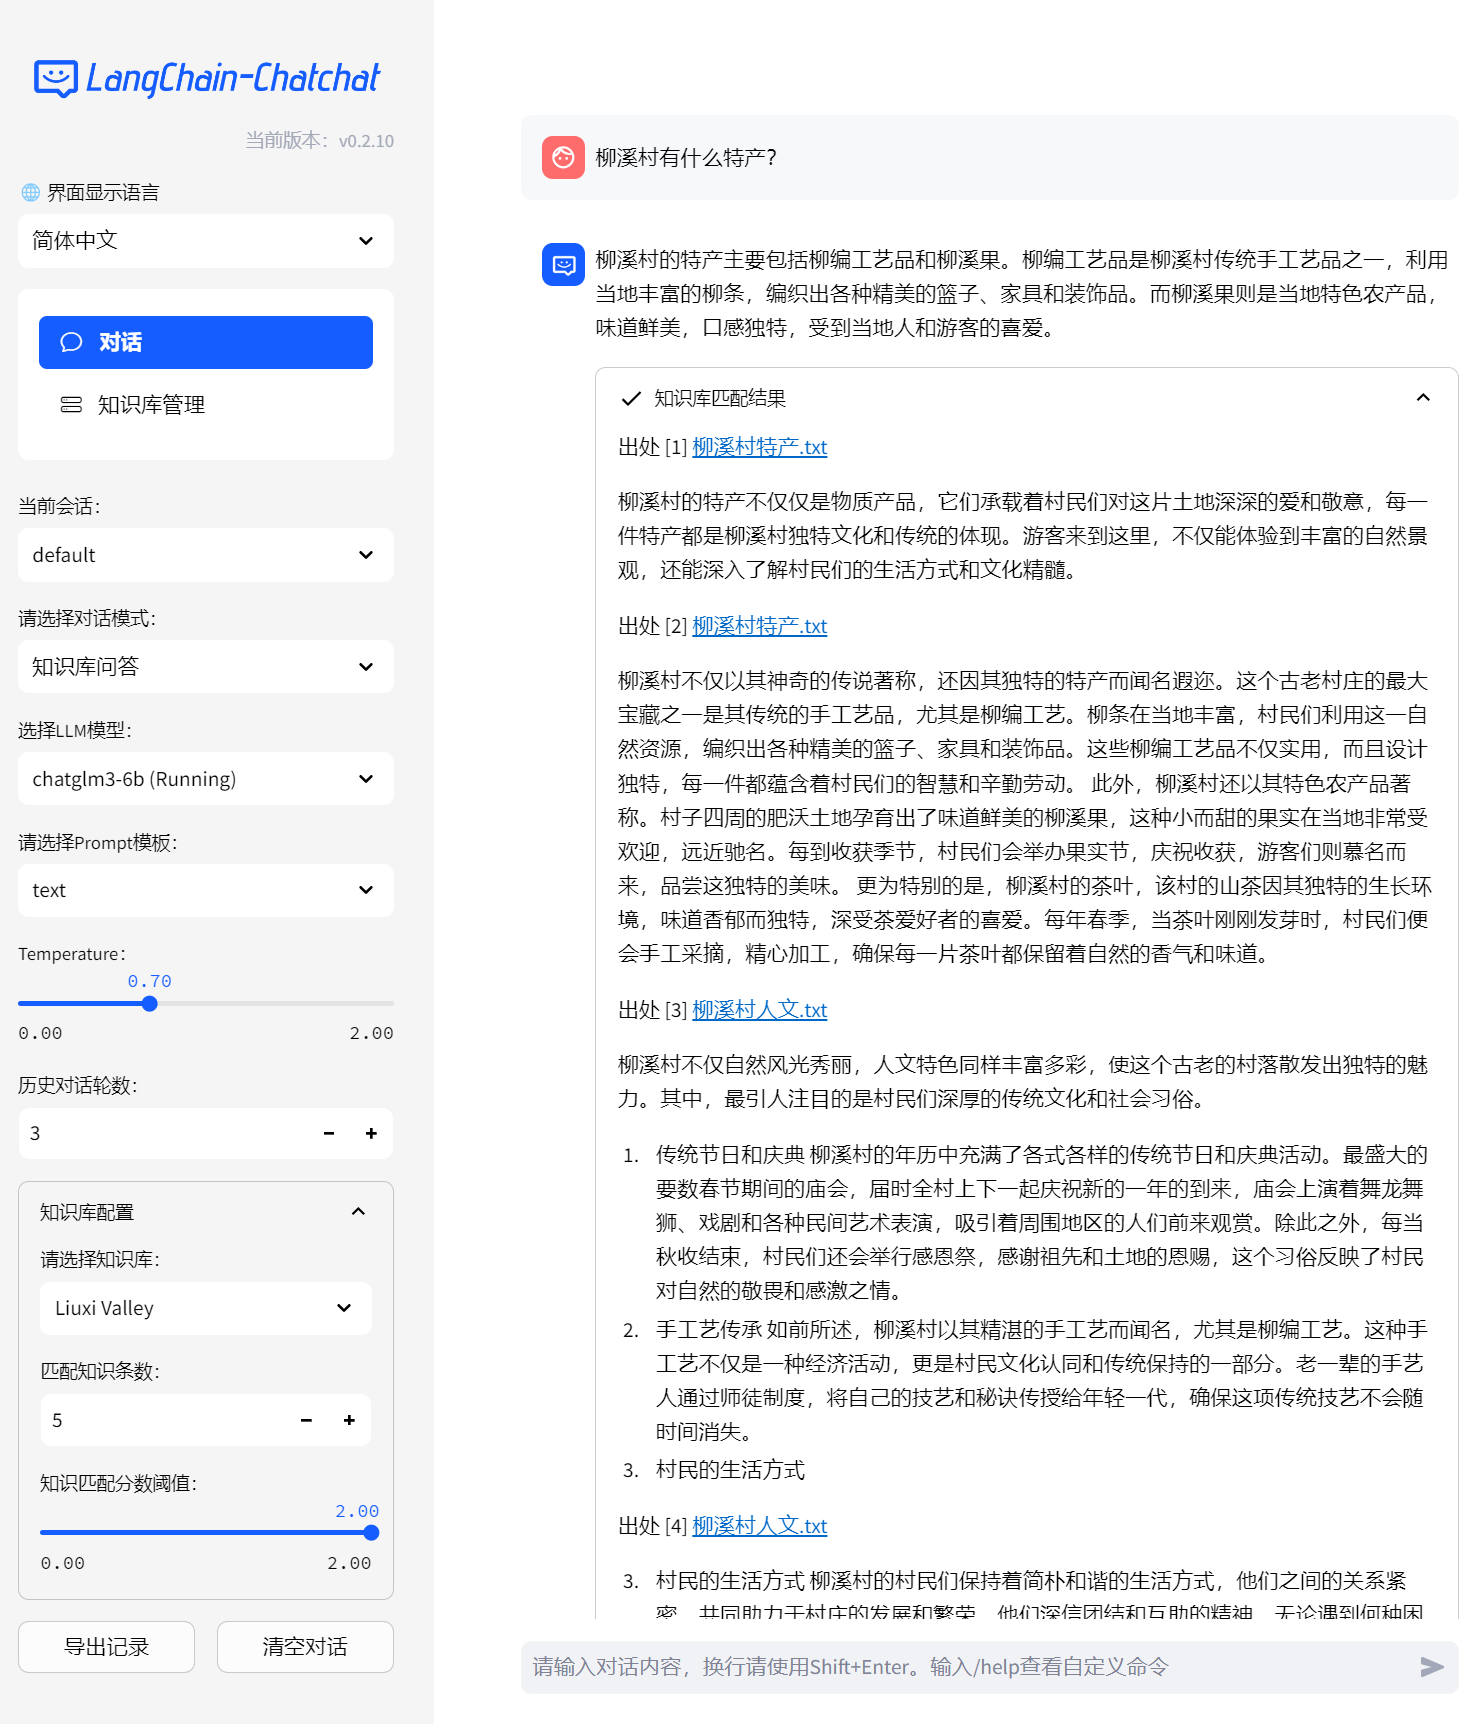 LangChain-Chatchat
当前版本：v0.2.10
界面显示语言
简体中文
对话
知识库管理
当前会话：
default
请选择对话模式：
知识库问答
选择LLM模型：
chatglm3-6b (Running)
请选择Prompt模板：
text
Temperature：
0.70
0.00
2.00
历史对话轮数：
3
知识库配置
请选择知识库：
Liuxi Valley
匹配知识条数：
5
知识匹配分数阈值：
2.00
0.00
2.00
导出记录
清空对话
柳溪村有什么特产？
柳溪村的特产主要包括柳编工艺品和柳溪果。柳编工艺品是柳溪村传统手工艺品之一，利用
当地丰富的柳条，编织出各种精美的篮子、家具和装饰品。而柳溪果则是当地特色农产品，
味道鲜美，口感独特，受到当地人和游客的喜爱。
知识库匹配结果
出处 [1] 柳溪村特产.txt
柳溪村的特产不仅仅是物质产品，它们承载着村民们对这片土地深深的爱和敬意，每一
件特产都是柳溪村独特文化和传统的体现。游客来到这里，不仅能体验到丰富的自然景
观，还能深入了解村民们的生活方式和文化精髓。
出处 [2] 柳溪村特产.txt
柳溪村不仅以其神奇的传说著称，还因其独特的特产而闻名遐迩。这个古老村庄的最大
宝藏之一是其传统的手工艺品，尤其是柳编工艺。柳条在当地丰富，村民们利用这一自
然资源，编织出各种精美的篮子、家具和装饰品。这些柳编工艺品不仅实用，而且设计
独特，每一件都蕴含着村民们的智慧和辛勤劳动。 此外，柳溪村还以其特色农产品著
称。村子四周的肥沃土地孕育出了味道鲜美的柳溪果，这种小而甜的果实在当地非常受
欢迎，远近驰名。每到收获季节，村民们会举办果实节，庆祝收获，游客们则慕名而
来，品尝这独特的美味。 更为特别的是，柳溪村的茶叶，该村的山茶因其独特的生长环
境，味道香郁而独特，深受茶爱好者的喜爱。每年春季，当茶叶刚刚发芽时，村民们便
会手工采摘，精心加工，确保每一片茶叶都保留着自然的香气和味道。
出处 [3] 柳溪村人文.txt
柳溪村不仅自然风光秀丽，人文特色同样丰富多彩，使这个古老的村落散发出独特的魅
力。其中，最引人注目的是村民们深厚的传统文化和社会习俗。
1. 传统节日和庆典 柳溪村的年历中充满了各式各样的传统节日和庆典活动。最盛大的
要数春节期间的庙会，届时全村上下一起庆祝新的一年的到来，庙会上演着舞龙舞
狮、戏剧和各种民间艺术表演，吸引着周围地区的人们前来观赏。除此之外，每当
秋收结束，村民们还会举行感恩祭，感谢祖先和土地的恩赐，这个习俗反映了村民
对自然的敬畏和感激之情。
2. 手工艺传承 如前所述，柳溪村以其精湛的手工艺而闻名，尤其是柳编工艺。这种手
工艺不仅是一种经济活动，更是村民文化认同和传统保持的一部分。老一辈的手艺
人通过师徒制度，将自己的技艺和秘诀传授给年轻一代，确保这项传统技艺不会随
时间消失。
3. 村民的生活方式
出处 [4] 柳溪村人文.txt
3. 村民的生活方式 柳溪村的村民们保持着简朴和谐的生活方式，他们之间的关系紧
密，共同助力于村庄的发展和繁荣。他们深信团结和互助的精神，无论遇到何种困
请输入对话内容，换行请使用Shift+Enter。输入/help查看自定义命令